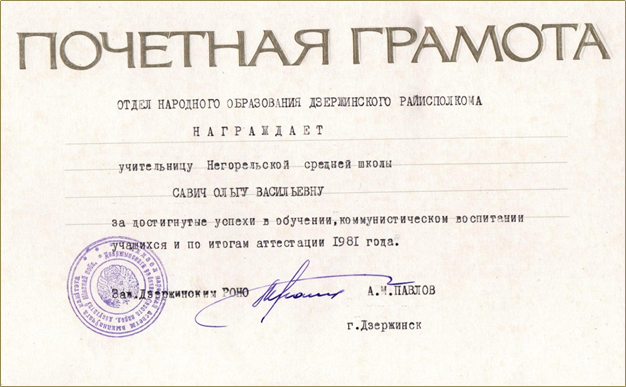 ПОЧЕТНАЯ ГРАМОТА
ОТДЕЛ НАРОДНОГО ОБРАЗОВАНИЯ ДЗЕРЖИНСКОГО РАЙИСПОЛКОМА
НАГРАЖДАЕТ
учительницу Негорельской средней школы
САВИЧ ОЛЬГУ ВАСИЛЬЕВНУ
за достигнутые успехи в обучении, коммунистическом воспитании
учащихся и по итогам аттестации 1981 года.
Зав. Дзержинским РОНО А.М.ПАВЛОВ
г.Дзержинск